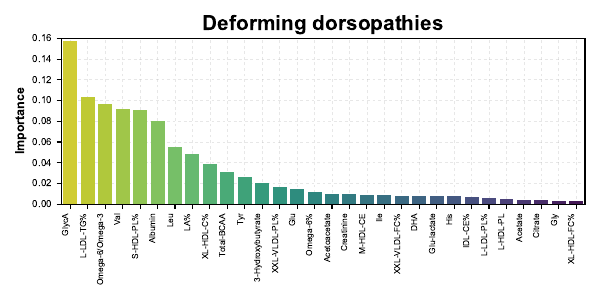 Deforming dorsopathies
Importance
0.16
0.14
0.12
0.10
0.08
0.06
0.04
0.02
0.00
GlycA
L-LDL-TG%
Omega-6/Omega-3
Val
S-HDL-PL%
Albumin
Leu
LA%
XL-HDL-C%
Total-BCAA
Tyr
3-Hydroxybutyrate
XXL-VLDL-PL%
Glu
Omega-6%
Acetoacetate
Creatinine
M-HDL-CE
Ile
XXL-VLDL-FC%
DHA
Glu-lactate
His
IDL-CE%
L-LDL-PL%
L-HDL-PL
Acetate
Citrate
Gly
XL-HDL-FC%